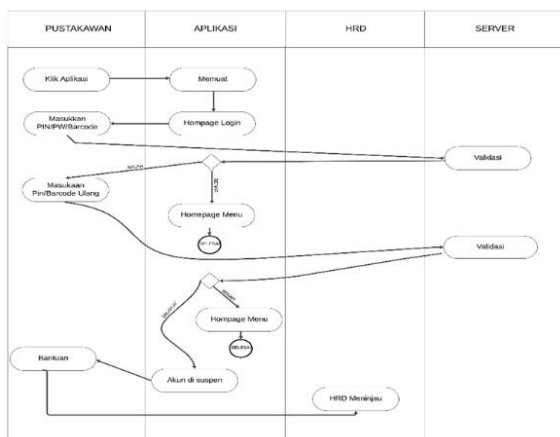 PUSTAKAWAN
APLIKASI
HRD
SERVER
Klik Aplikasi
Memuat
Masukkan
PIN/PW/Barcode
Hompage Login
Validasi
SALAH
Masukaan
Pin/Barcode Ulang
Homepage Menu
SELESAI
Validasi
BENAR
Hompage Menu
SELESAI
Bantuan
Akun di suspen
HRD Meninjau